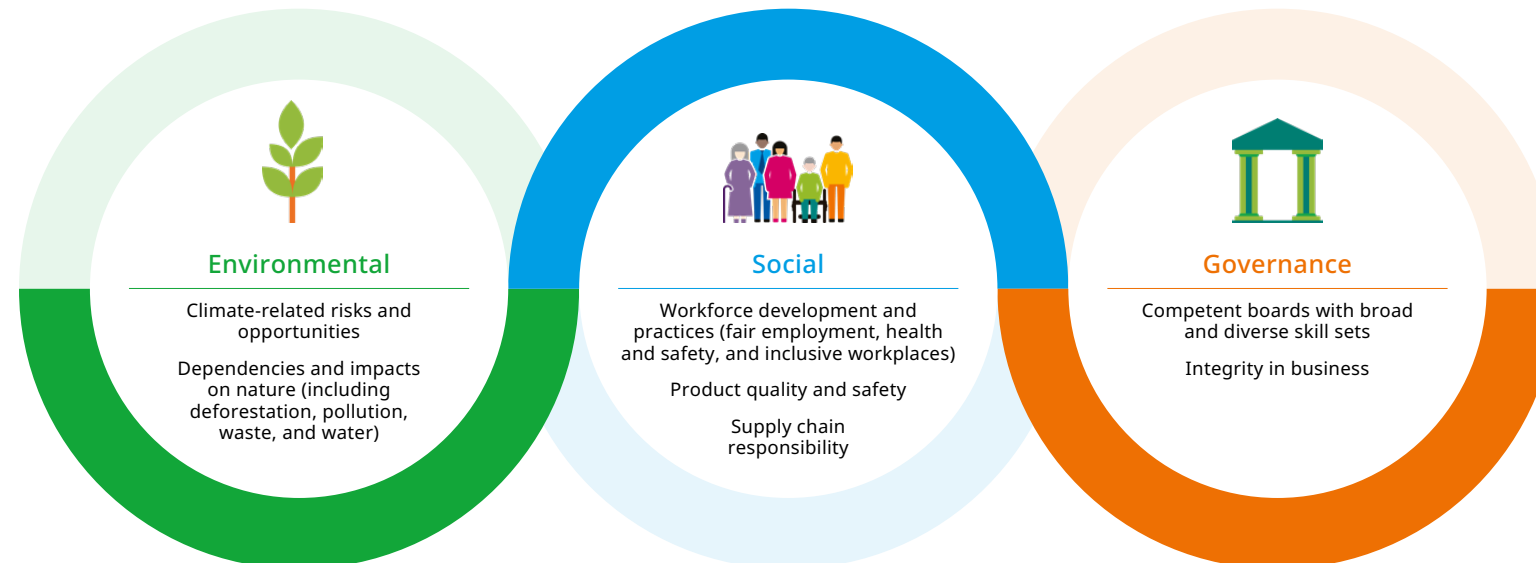 Environmental
Climate-related risks and
opportunities
Dependencies and impacts
on nature (including
deforestation, pollution,
waste, and water)
Social
Workforce development and
practices (fair employment, health
and safety, and inclusive workplaces)
Product quality and safety
Supply chain
responsibility
Governance
Competent boards with broad
and diverse skill sets
Integrity in business